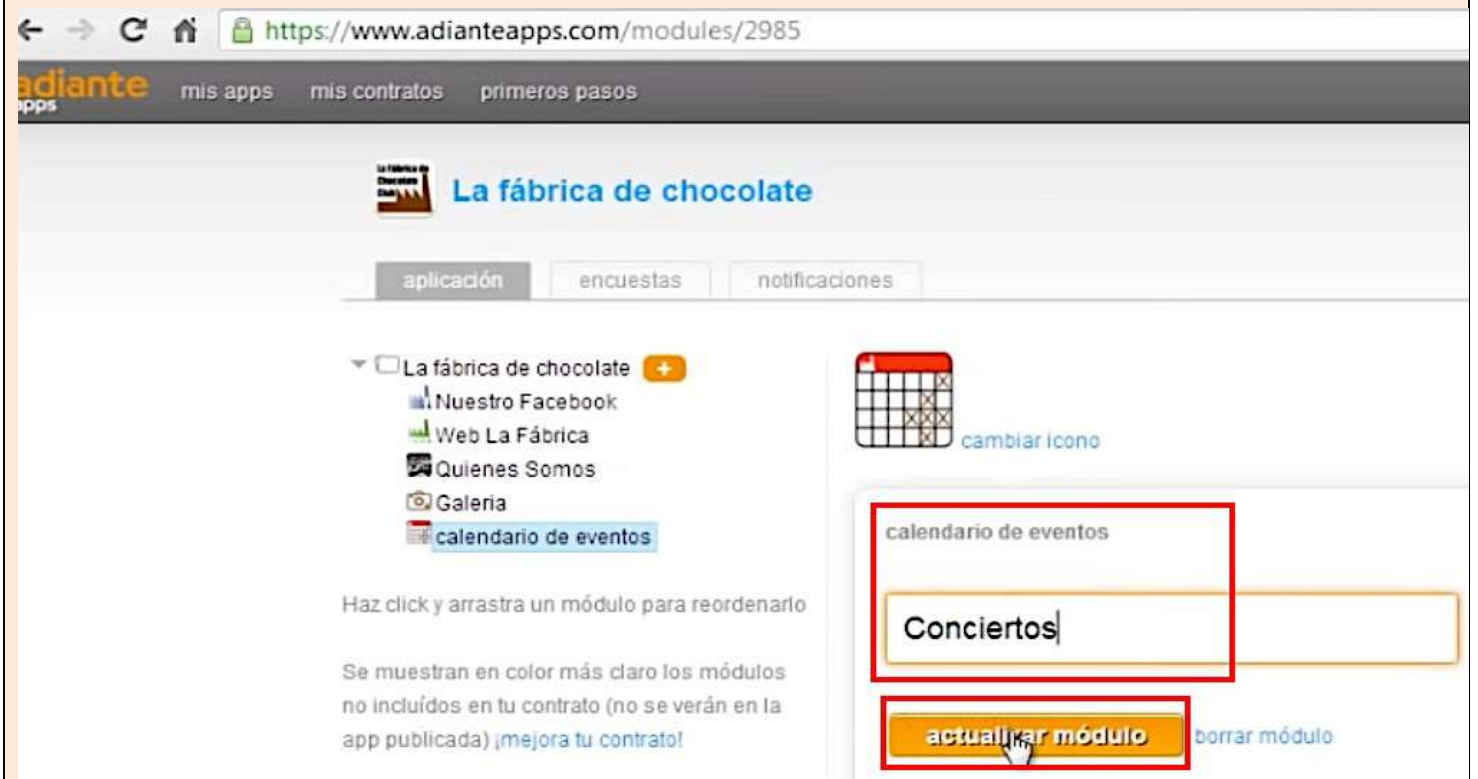 https://www.adianteapps.com/modules/2985
adiante
apps
mis apps mis contratos primeros pasos
La fábrica de chocolate
aplicación encuestas notificaciones
La fábrica de chocolate +
Nuestro Facebook
Web La Fábrica
Quienes Somos
Galeria
calendario de eventos
Haz click y arrastra un módulo para reordenarlo
Se muestran en color más claro los módulos
no incluídos en tu contrato (no se verán en la
app publicada) ¡mejora tu contrato!
cambiar icono
calendario de eventos
Conciertos
actualizar módulo borrar módulo